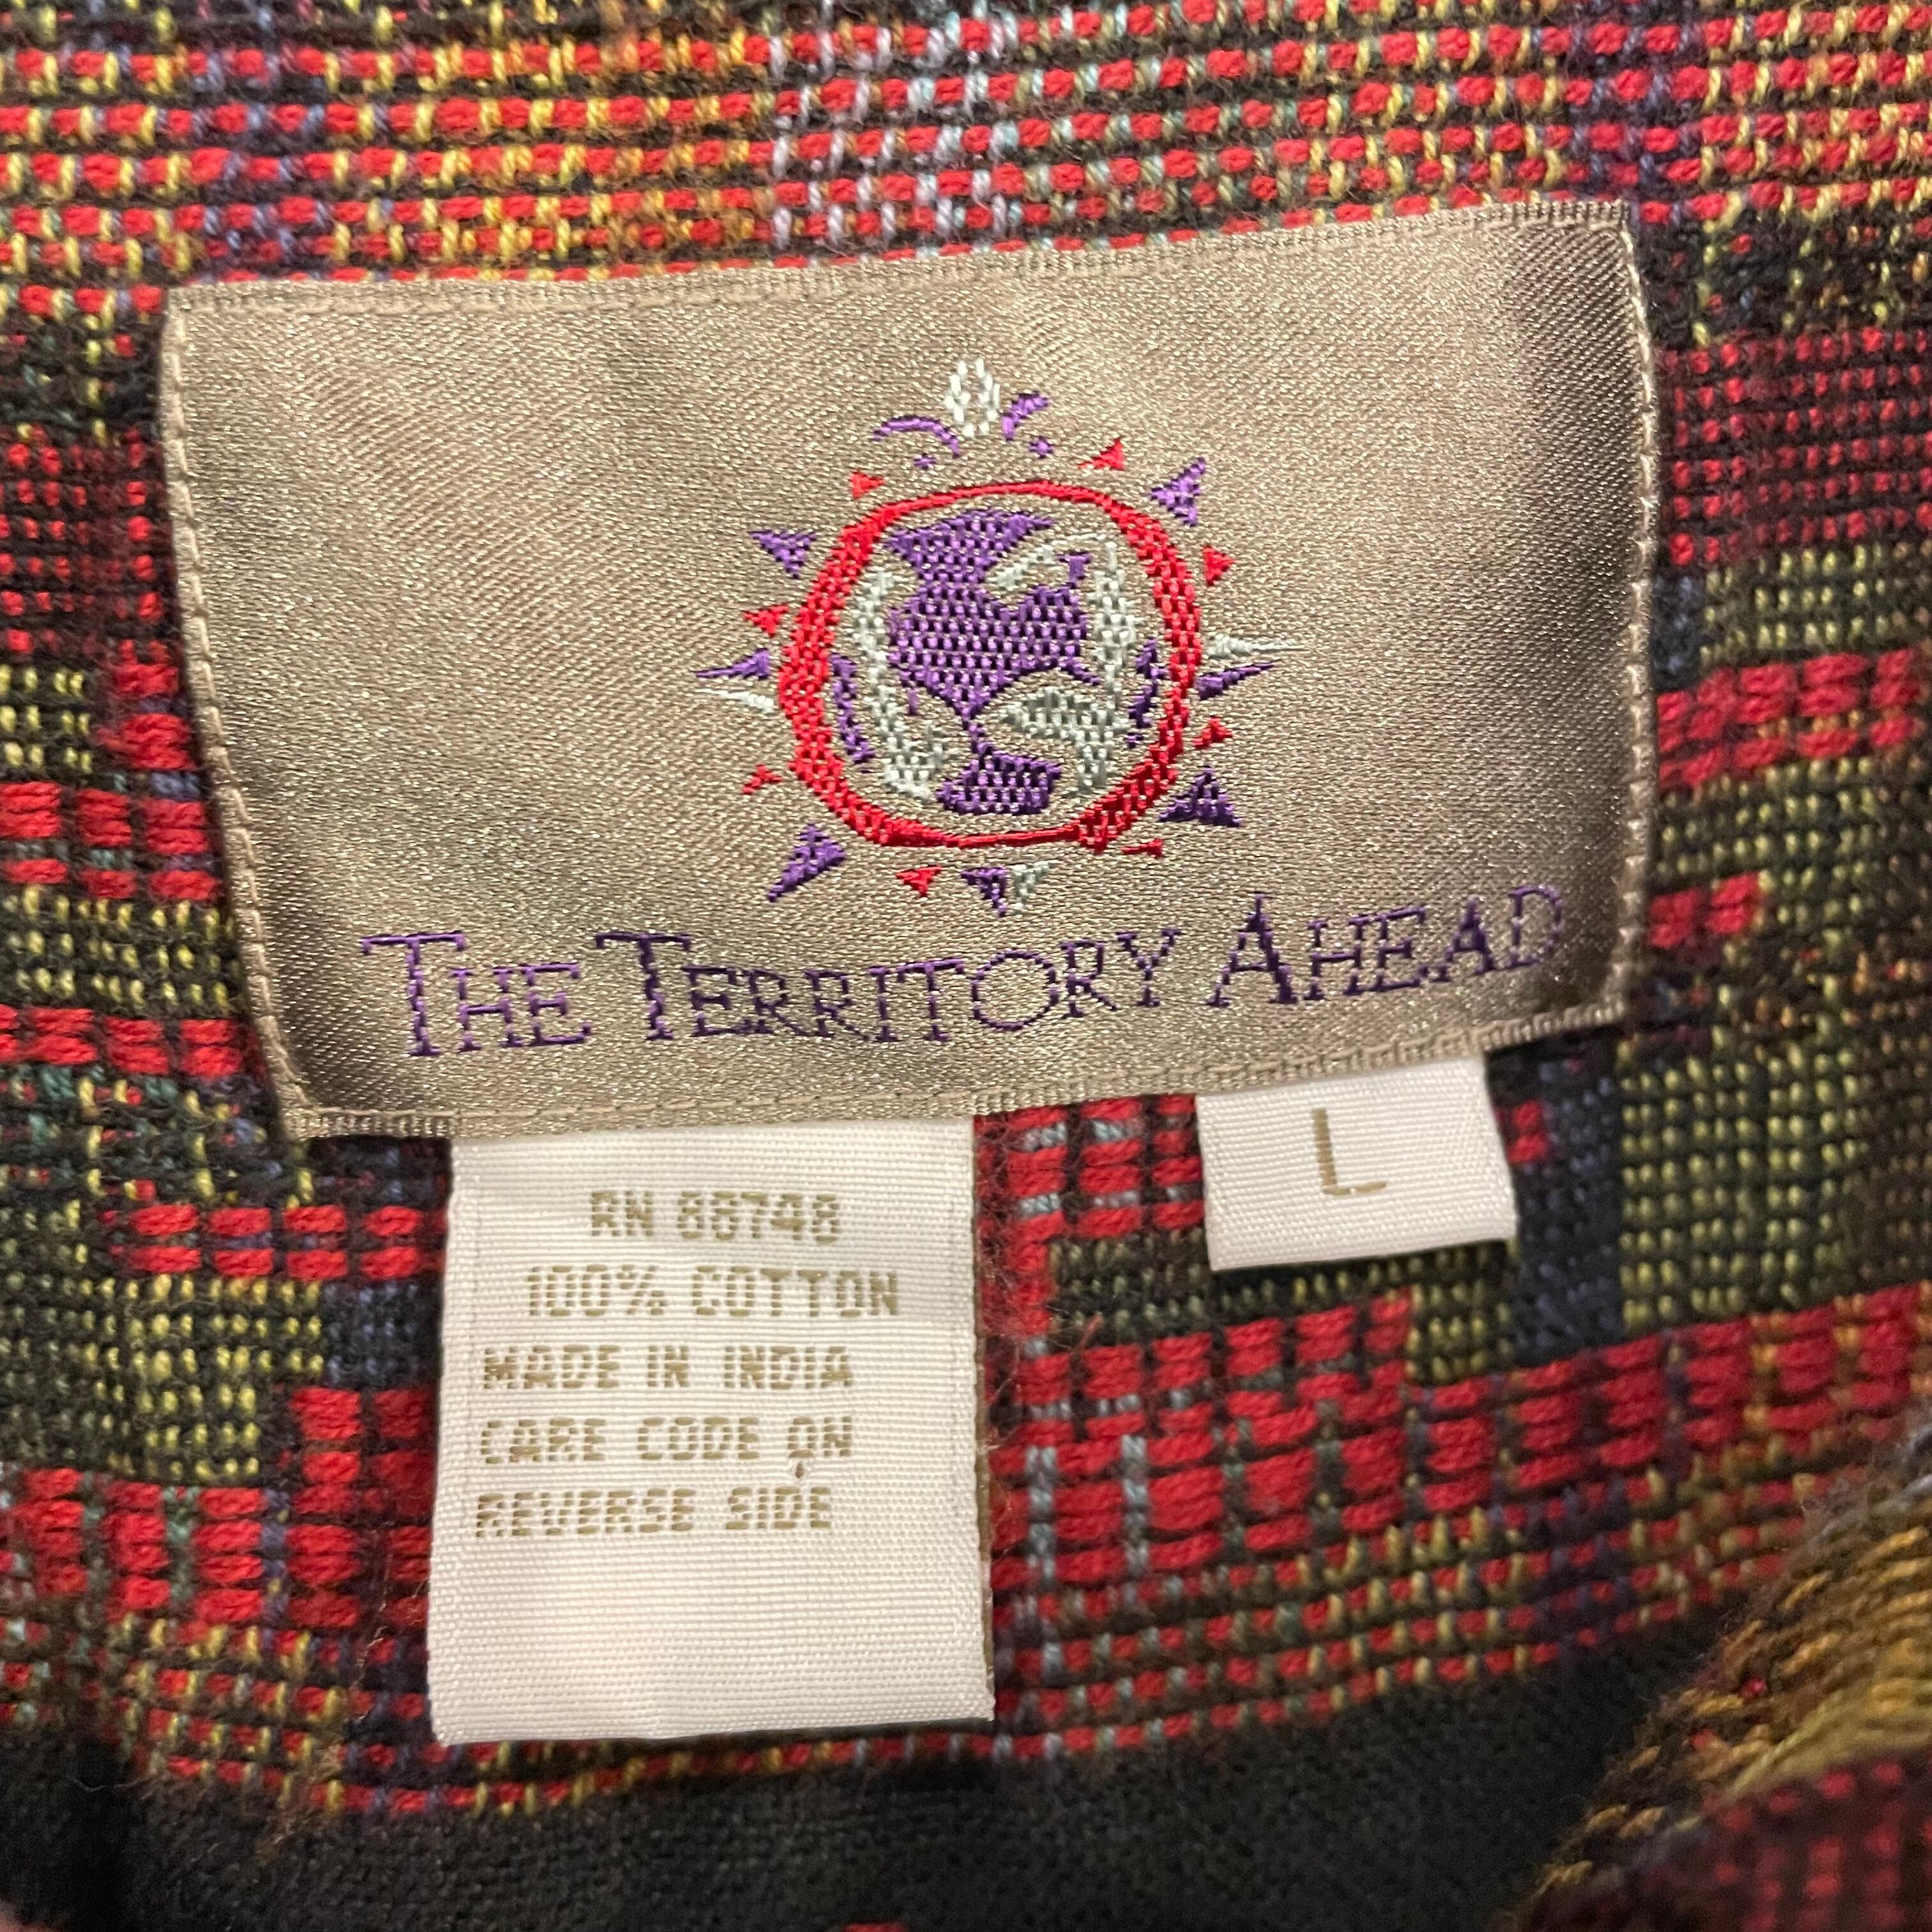 THE TERRITORY AHEAD
L
RN 88748
100% COTTON
MADE IN INDIA
CARE CODE ON
REVERSE SIDE